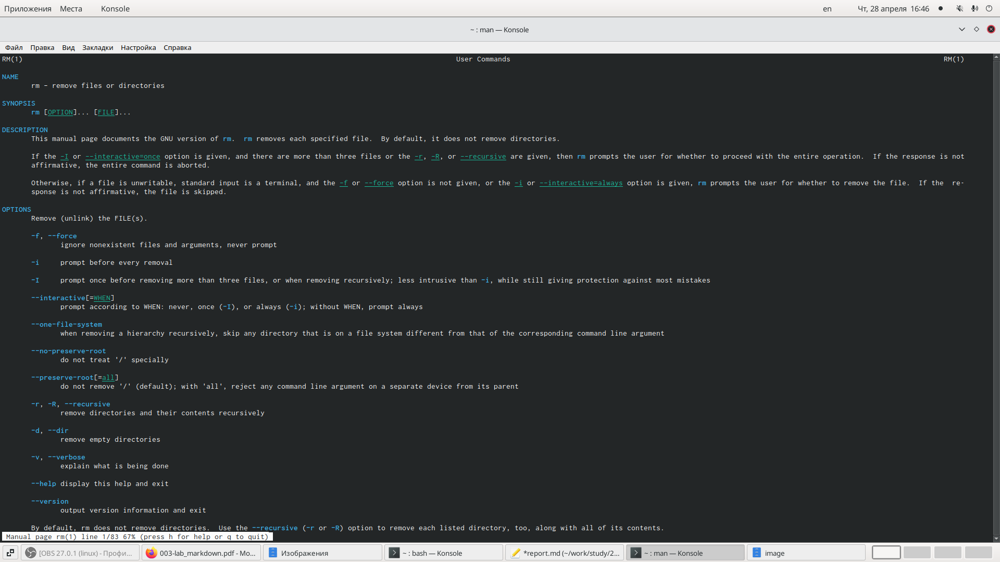 Приложения Места Konsole en Чт, 28 апреля 16:46
~ : man — Konsole
Файл Правка Вид Закладки Настройка Справка
RM(1) User Commands RM(1)
NAME
rm - remove files or directories
SYNOPSIS
rm [OPTION]... [FILE]...
DESCRIPTION
This manual page documents the GNU version of rm.  rm removes each specified file.  By default, it does not remove directories.
If the -I or --interactive=once option is given, and there are more than three files or the -r, -R, or --recursive are given, then rm prompts the user for whether to proceed with the entire operation.  If the response is not
affirmative, the entire command is aborted.
Otherwise, if a file is unwritable, standard input is a terminal, and the -f or --force option is not given, or the -i or --interactive=always option is given, rm prompts the user for whether to remove the file.  If the  re-
sponse is not affirmative, the file is skipped.
OPTIONS
Remove (unlink) the FILE(s).
-f, --force
ignore nonexistent files and arguments, never prompt
-i     prompt before every removal
-I     prompt once before removing more than three files, or when removing recursively; less intrusive than -i, while still giving protection against most mistakes
--interactive[=WHEN]
prompt according to WHEN: never, once (-I), or always (-i); without WHEN, prompt always
--one-file-system
when removing a hierarchy recursively, skip any directory that is on a file system different from that of the corresponding command line argument
--no-preserve-root
do not treat '/' specially
--preserve-root[=all]
do not remove '/' (default); with 'all', reject any command line argument on a separate device from its parent
-r, -R, --recursive
remove directories and their contents recursively
-d, --dir
remove empty directories
-v, --verbose
explain what is being done
--help display this help and exit
--version
output version information and exit
By default, rm does not remove directories.  Use the --recursive (-r or -R) option to remove each listed directory, too, along with all of its contents.
Manual page rm(1) line 1/83 67% (press h for help or q to quit)
[OBS 27.0.1 (linux) - Профи... 003-lab_markdown.pdf - Mo... Изображения ~ : bash — Konsole *report.md (~/work/study/2... ~ : man — Konsole image